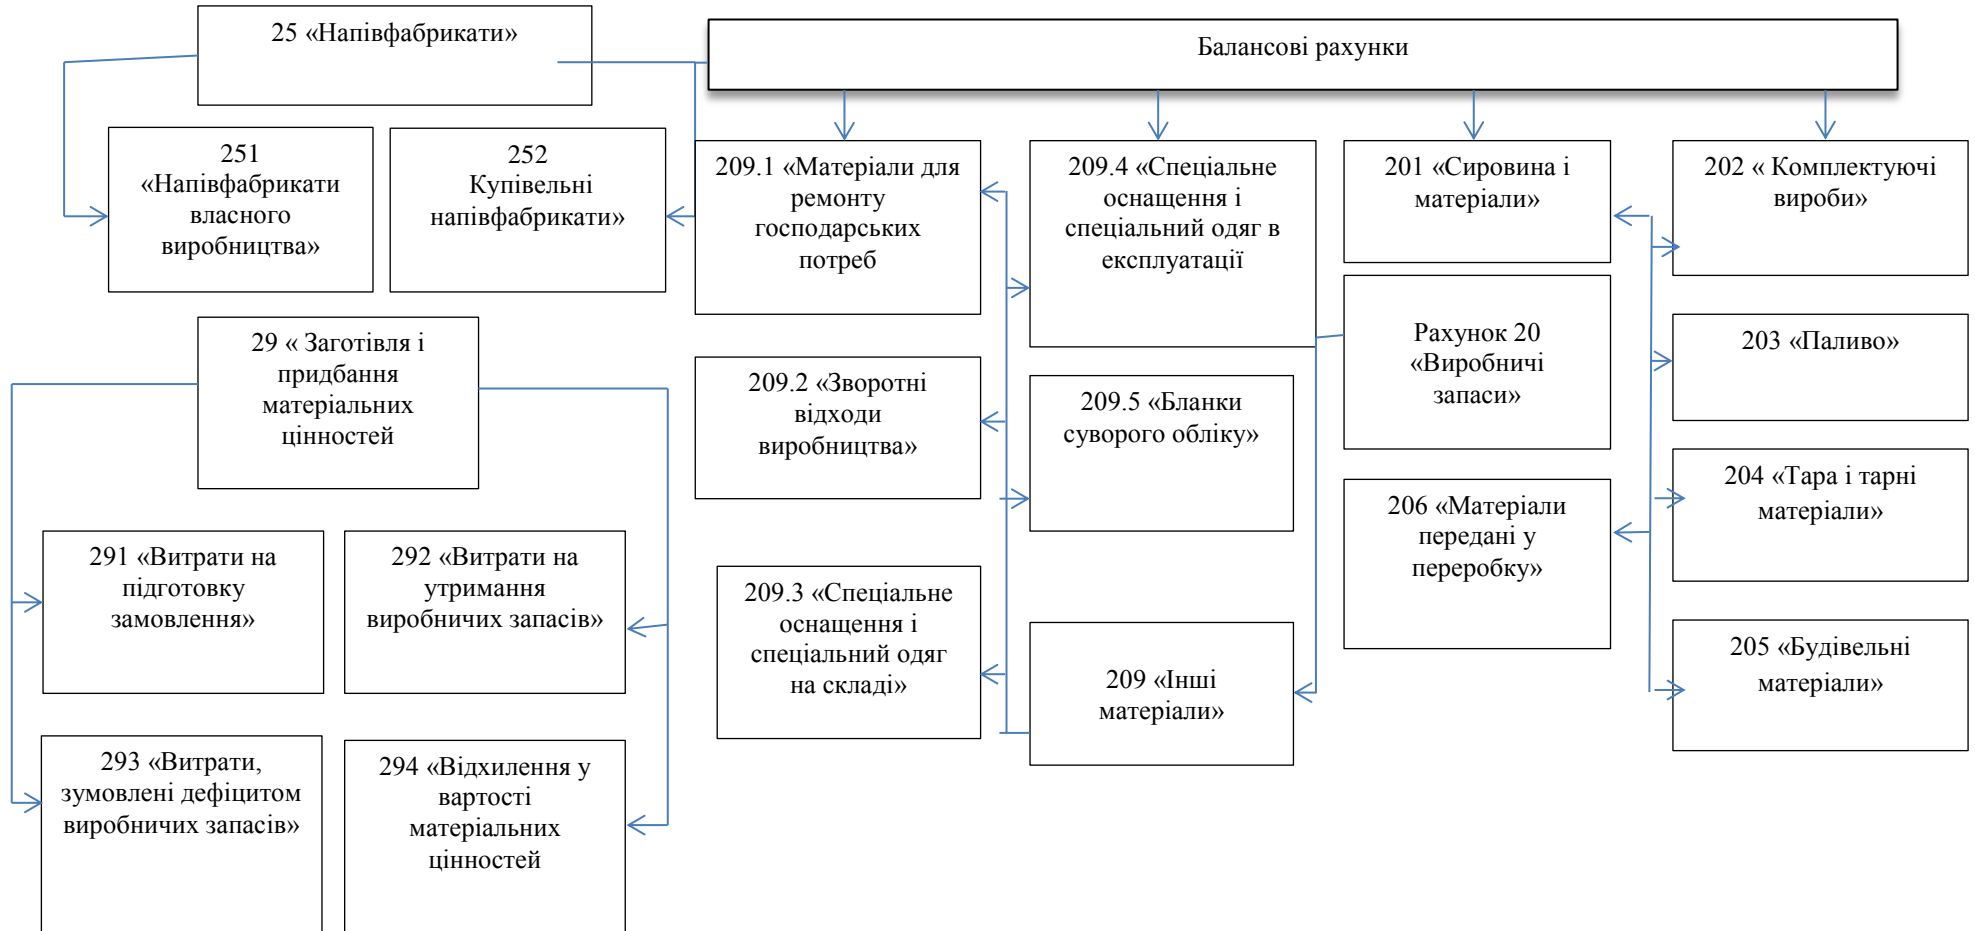 25 «Напівфабрикати»
Балансові рахунки
251
«Напівфабрикати
власного
виробництва»
252
Купівельні
напівфабрикати»
209.1 «Матеріали для
ремонту
господарських
потреб
209.4 «Спеціальне
оснащення і
спеціальний одяг в
експлуатації
201 «Сировина і
матеріали»
202 « Комплектуючі
вироби»
29 « Заготівля і
придбання
матеріальних
цінностей
209.2 «Зворотні
відходи
виробництва»
209.5 «Бланки
суворого обліку»
Рахунок 20
«Виробничі
запаси»
203 «Паливо»
204 «Тара і тарні
матеріали»
206 «Матеріали
передані у
переробку»
291 «Витрати на
підготовку
замовлення»
292 «Витрати на
утримання
виробничих запасів»
209.3 «Спеціальне
оснащення і
спеціальний одяг
на складі»
209 «Інші
матеріали»
205 «Будівельні
матеріали»
293 «Витрати,
зумовлені дефіцитом
виробничих запасів»
294 «Відхилення у
вартості
матеріальних
цінностей